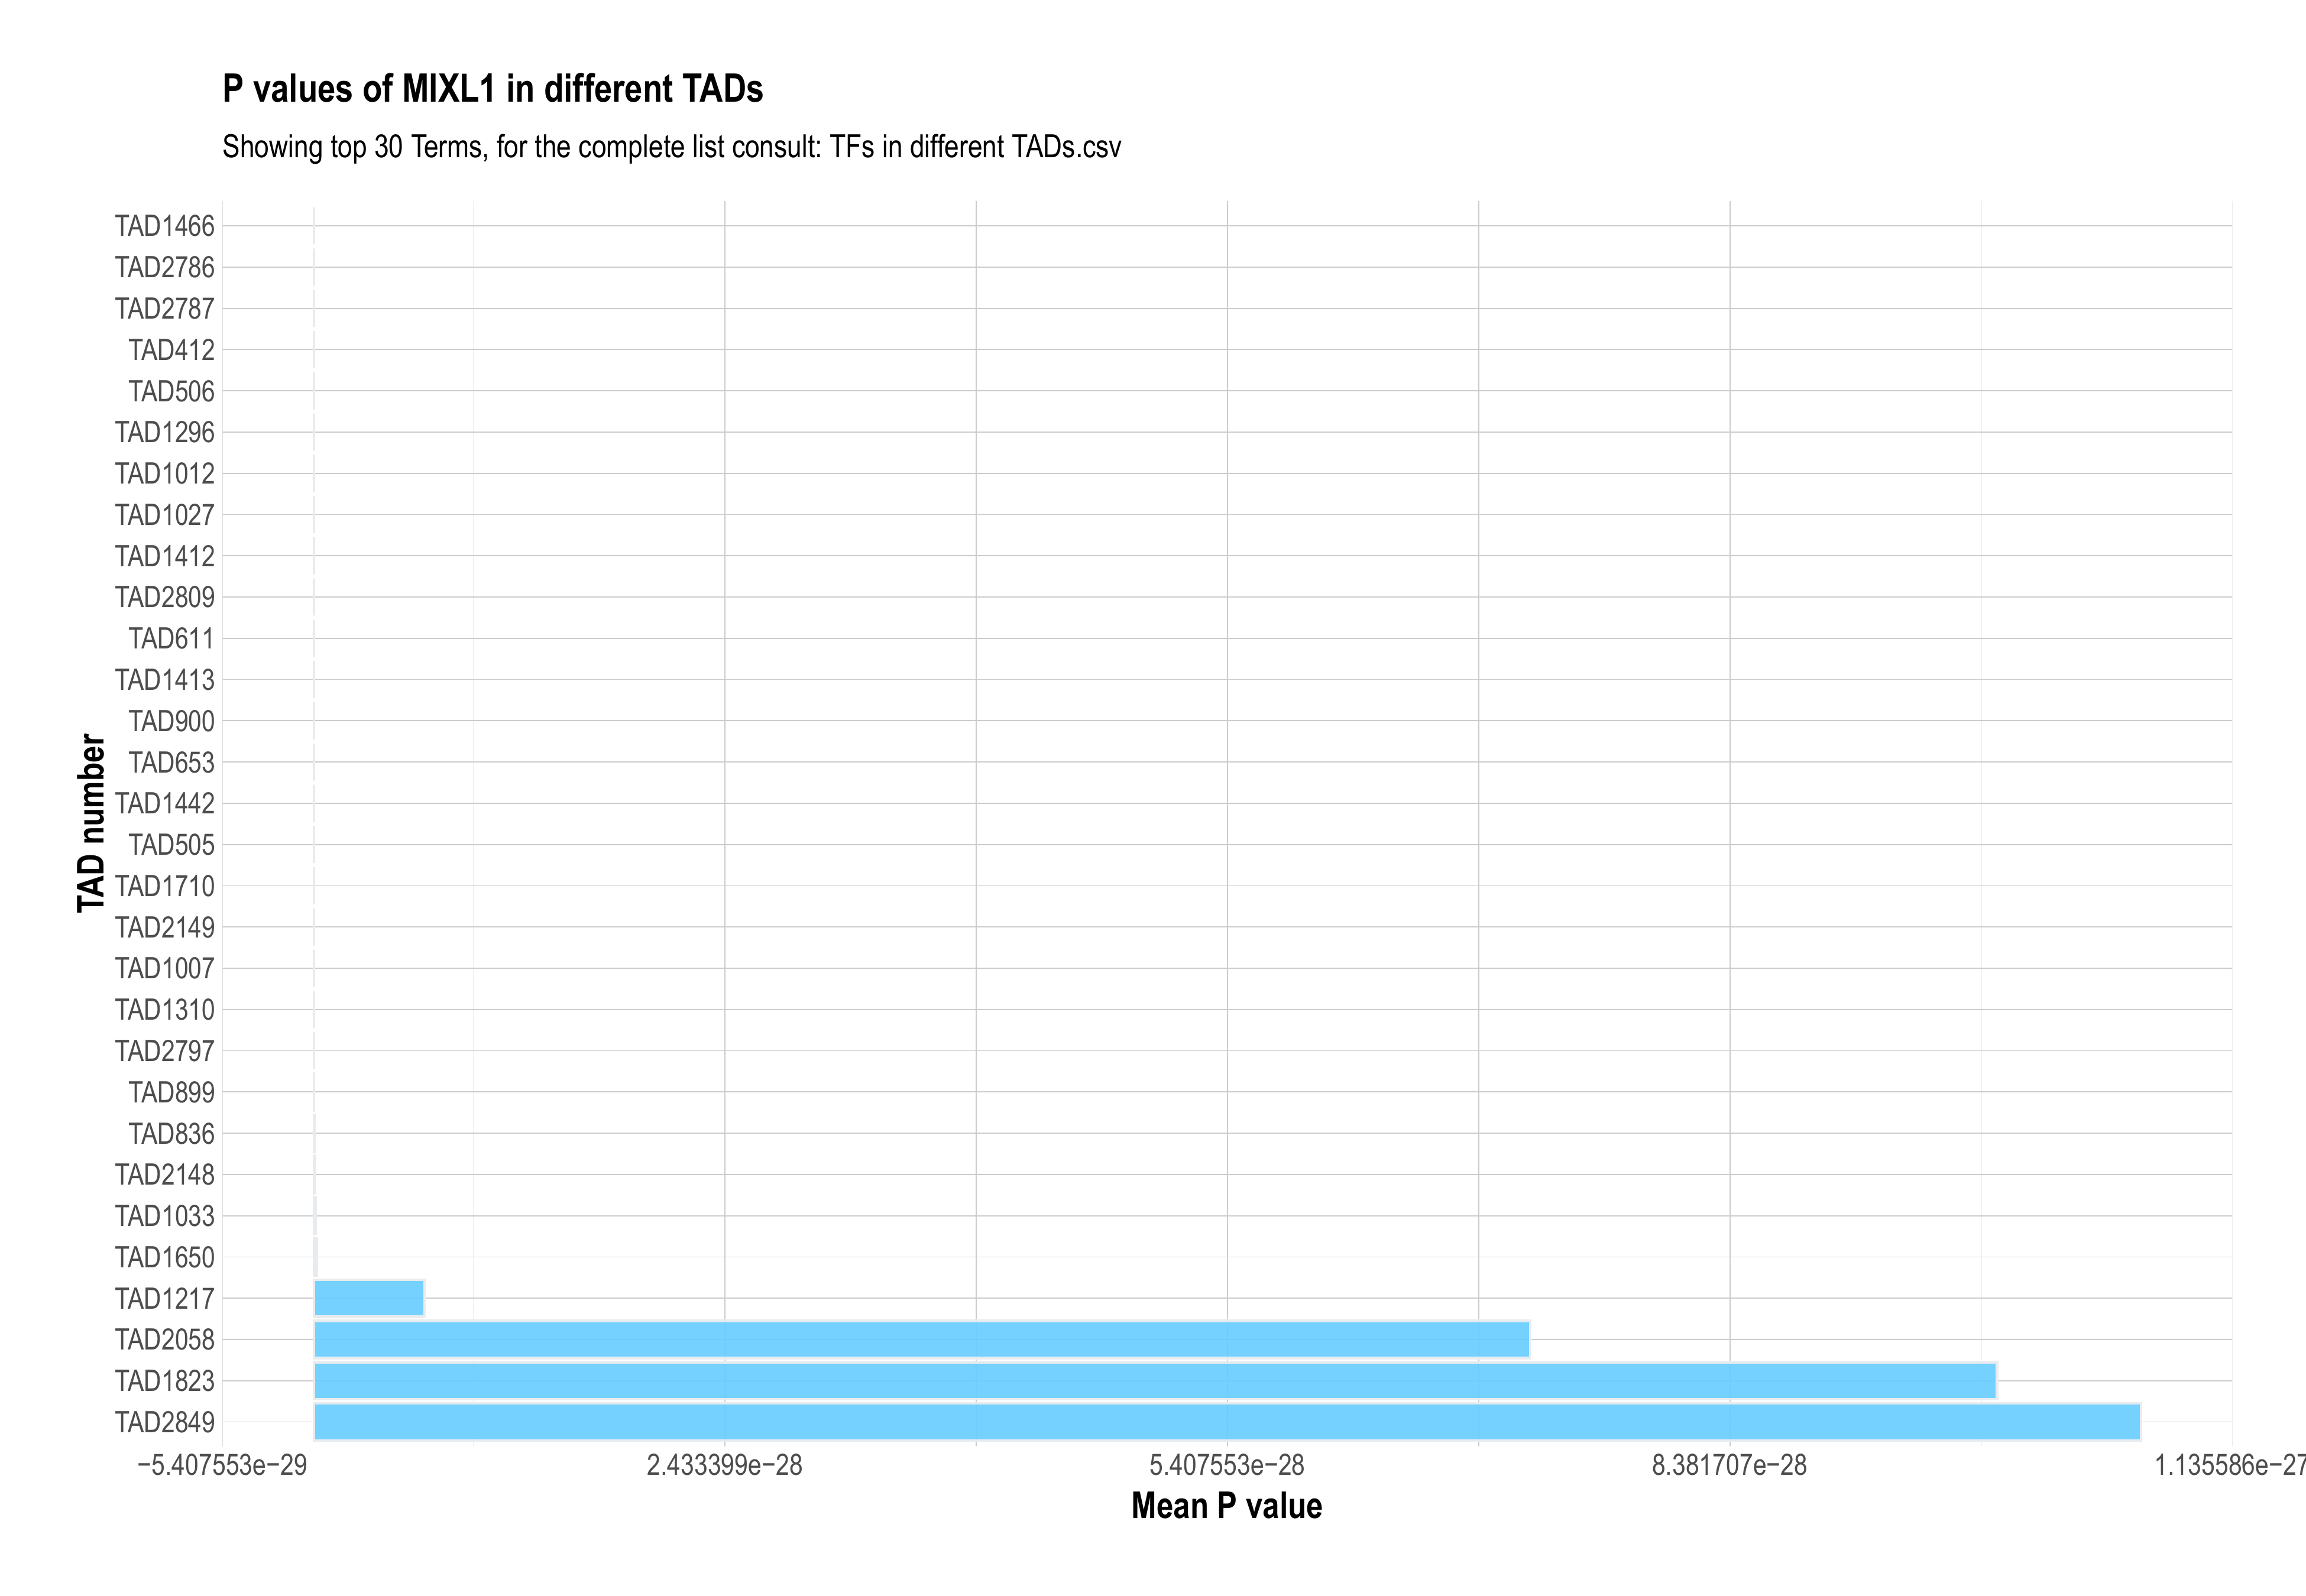 P values of MIXL1 in different TADs
Showing top 30 Terms, for the complete list consult: TFs in different TADs.csv
TAD number
TAD1466
TAD2786
TAD2787
TAD412
TAD506
TAD1296
TAD1012
TAD1027
TAD1412
TAD2809
TAD611
TAD1413
TAD900
TAD653
TAD1442
TAD505
TAD1710
TAD2149
TAD1007
TAD1310
TAD2797
TAD899
TAD836
TAD2148
TAD1033
TAD1650
TAD1217
TAD2058
TAD1823
TAD2849
−5.407553e−29 2.433399e−28 5.407553e−28 8.381707e−28 1.135586e−27
Mean P value